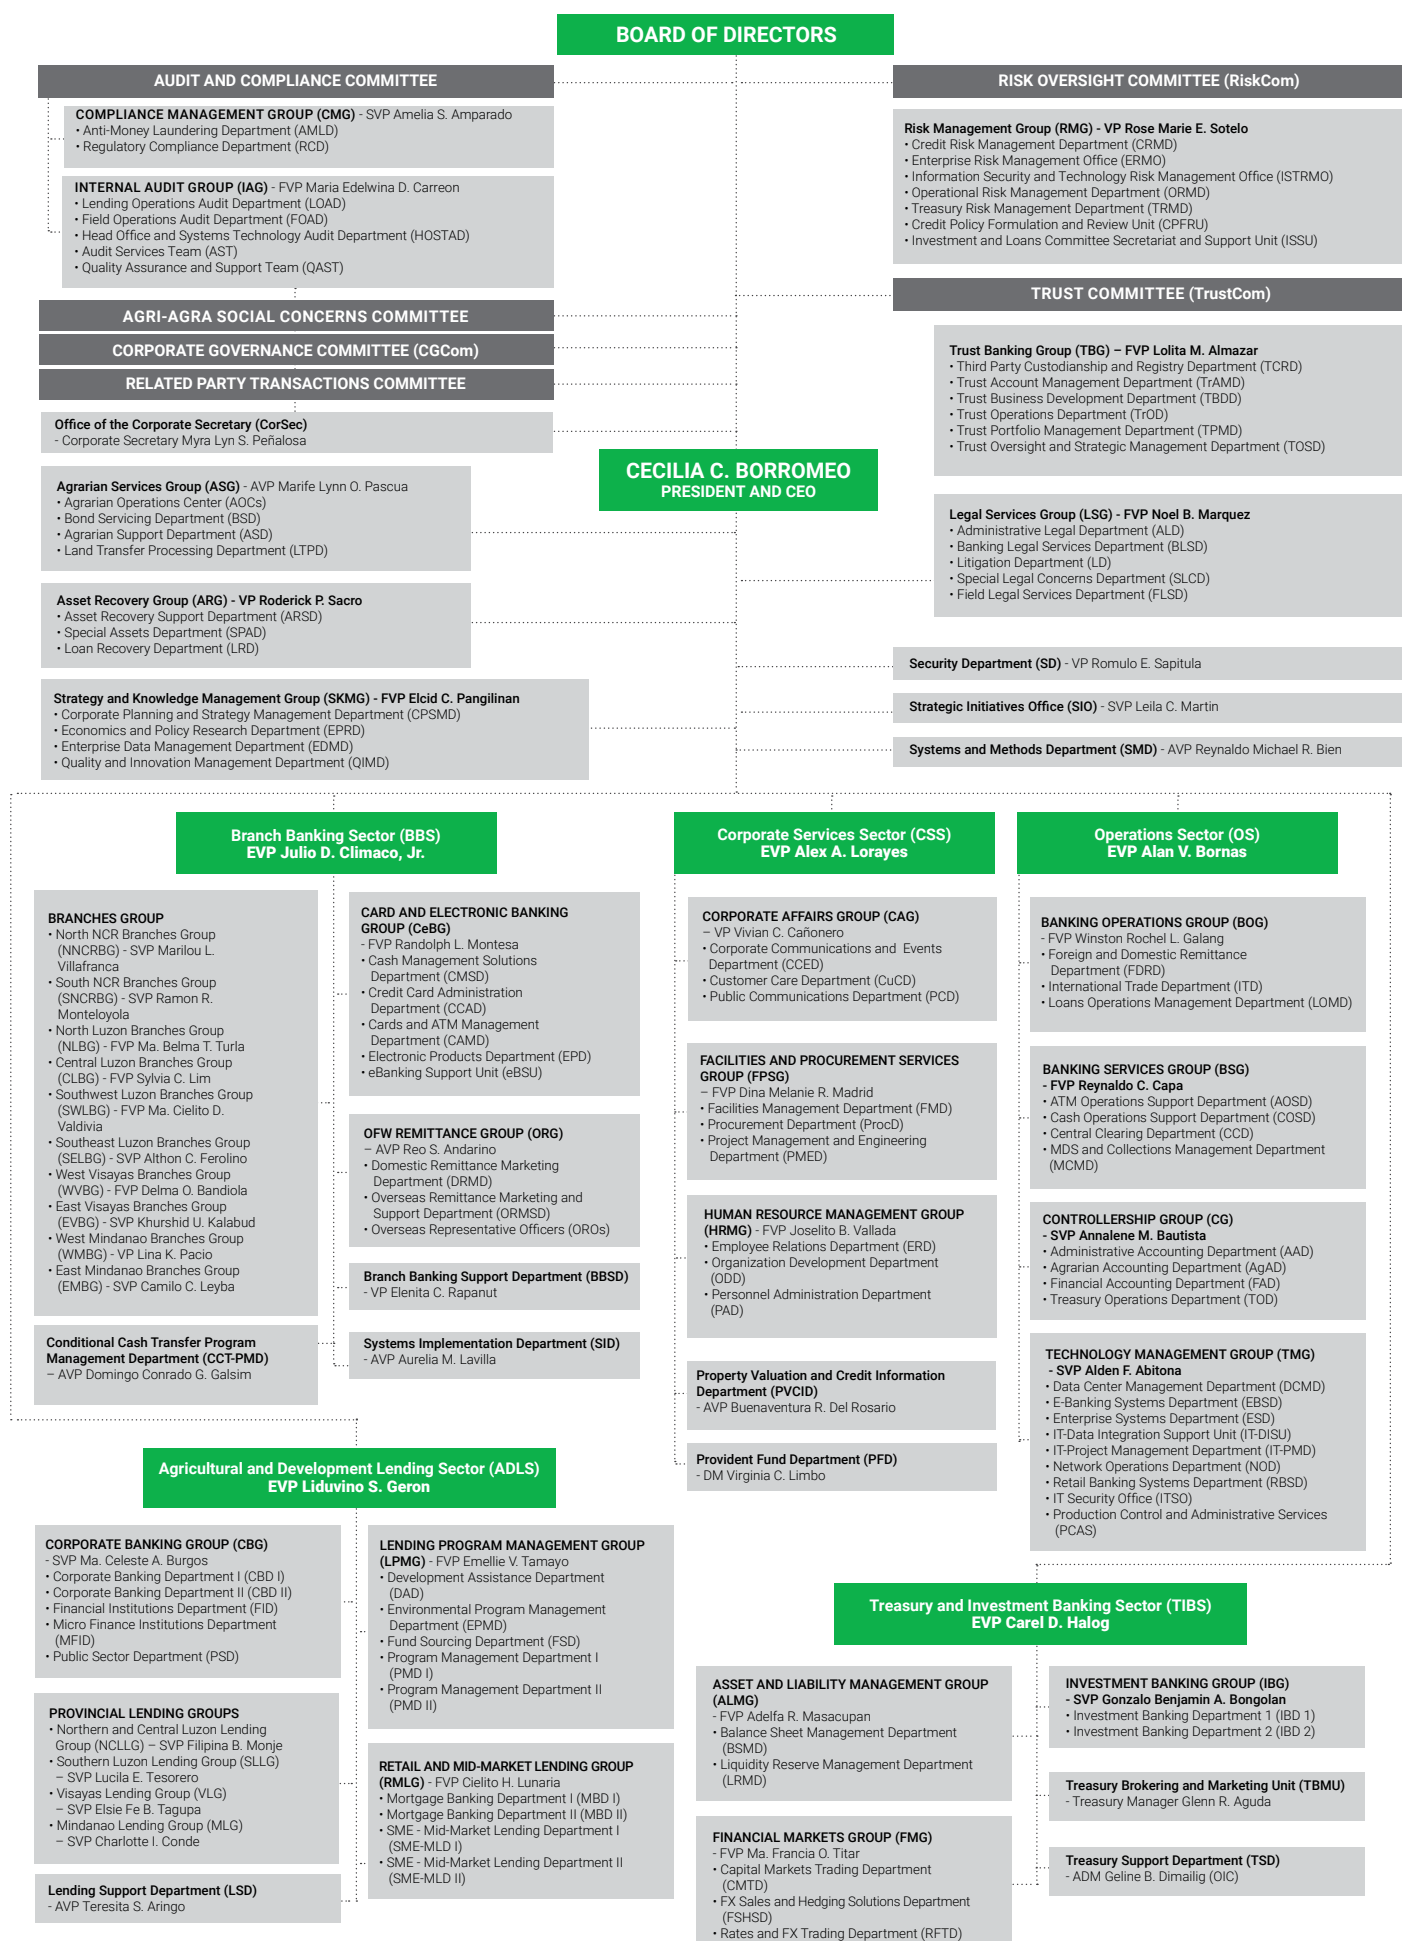 BOARD OF DIRECTORS
AUDIT AND COMPLIANCE COMMITTEE
COMPLIANCE MANAGEMENT GROUP (CMG) - SVP Amelia S. Amparado
• Anti-Money Laundering Department (AMLD)
• Regulatory Compliance Department (RCD)
INTERNAL AUDIT GROUP (IAG) - FVP Maria Edelwina D. Carreon
• Lending Operations Audit Department (LOAD)
• Field Operations Audit Department (FOAD)
• Head Office and Systems Technology Audit Department (HOSTAD)
• Audit Services Team (AST)
• Quality Assurance and Support Team (QAST)
AGRI-AGRA SOCIAL CONCERNS COMMITTEE
CORPORATE GOVERNANCE COMMITTEE (CGCom)
RELATED PARTY TRANSACTIONS COMMITTEE
Office of the Corporate Secretary (CorSec)
- Corporate Secretary Myra Lyn S. Peñalosa
RISK OVERSIGHT COMMITTEE (RiskCom)
Risk Management Group (RMG) - VP Rose Marie E. Sotelo
• Credit Risk Management Department (CRMD)
• Enterprise Risk Management Office (ERMO)
• Information Security and Technology Risk Management Office (ISTRMO)
• Operational Risk Management Department (ORMD)
• Treasury Risk Management Department (TRMD)
• Credit Policy Formulation and Review Unit (CPFRU)
• Investment and Loans Committee Secretariat and Support Unit (ISSU)
TRUST COMMITTEE (TrustCom)
Trust Banking Group (TBG) – FVP Lolita M. Almazar
• Third Party Custodianship and Registry Department (TCRD)
• Trust Account Management Department (TrAMD)
• Trust Business Development Department (TBDD)
• Trust Operations Department (TrOD)
• Trust Portfolio Management Department (TPMD)
• Trust Oversight and Strategic Management Department (TOSD)
CECILIA C. BORROMEO
PRESIDENT AND CEO
Agrarian Services Group (ASG) - AVP Marife Lynn O. Pascua
• Agrarian Operations Center (AOCs)
• Bond Servicing Department (BSD)
• Agrarian Support Department (ASD)
• Land Transfer Processing Department (LTPD)
Asset Recovery Group (ARG) - VP Roderick P. Sacro
• Asset Recovery Support Department (ARSD)
• Special Assets Department (SPAD)
• Loan Recovery Department (LRD)
Strategy and Knowledge Management Group (SKMG) - FVP Elcid C. Pangilinan
• Corporate Planning and Strategy Management Department (CPSMD)
• Economics and Policy Research Department (EPRD)
• Enterprise Data Management Department (EDMD)
• Quality and Innovation Management Department (QIMD)
Legal Services Group (LSG) - FVP Noel B. Marquez
• Administrative Legal Department (ALD)
• Banking Legal Services Department (BLSD)
• Litigation Department (LD)
• Special Legal Concerns Department (SLCD)
• Field Legal Services Department (FLSD)
Security Department (SD) - VP Romulo E. Sapitula
Strategic Initiatives Office (SIO) - SVP Leila C. Martin
Systems and Methods Department (SMD) - AVP Reynaldo Michael R. Bien
Branch Banking Sector (BBS)
EVP Julio D. Climaco, Jr.
BRANCHES GROUP
• North NCR Branches Group
(NNCRBG) - SVP Marilou L.
Villafranca
• South NCR Branches Group
(SNCRBG) - SVP Ramon R.
Monteloyola
• North Luzon Branches Group
(NLBG) - FVP Ma. Belma T. Turla
• Central Luzon Branches Group
(CLBG) - FVP Sylvia C. Lim
• Southwest Luzon Branches Group
(SWLBG) - FVP Ma. Cielito D.
Valdivia
• Southeast Luzon Branches Group
(SELBG) - SVP Althon C. Ferolino
• West Visayas Branches Group
(WVBG) - FVP Delma O. Bandiola
• East Visayas Branches Group
(EVBG) - SVP Khurshid U. Kalabud
• West Mindanao Branches Group
(WMBG) - VP Lina K. Pacio
• East Mindanao Branches Group
(EMBG) - SVP Camilo C. Leyba
Conditional Cash Transfer Program
Management Department (CCT-PMD)
– AVP Domingo Conrado G. Galsim
CARD AND ELECTRONIC BANKING
GROUP (CeBG)
- FVP Randolph L. Montesa
• Cash Management Solutions
Department (CMSD)
• Credit Card Administration
Department (CCAD)
• Cards and ATM Management
Department (CAMD)
• Electronic Products Department (EPD)
• eBanking Support Unit (eBSU)
OFW REMITTANCE GROUP (ORG)
– AVP Reo S. Andarino
• Domestic Remittance Marketing
Department (DRMD)
• Overseas Remittance Marketing and
Support Department (ORMSD)
• Overseas Representative Officers (OROs)
Branch Banking Support Department (BBSD)
- VP Elenita C. Rapanut
Systems Implementation Department (SID)
- AVP Aurelia M. Lavilla
Corporate Services Sector (CSS)
EVP Alex A. Lorayes
CORPORATE AFFAIRS GROUP (CAG)
– VP Vivian C. Cañonero
• Corporate Communications and Events
Department (CCED)
• Customer Care Department (CuCD)
• Public Communications Department (PCD)
FACILITIES AND PROCUREMENT SERVICES
GROUP (FPSG)
– FVP Dina Melanie R. Madrid
• Facilities Management Department (FMD)
• Procurement Department (ProcD)
• Project Management and Engineering
Department (PMED)
HUMAN RESOURCE MANAGEMENT GROUP
(HRMG) - FVP Joselito B. Vallada
• Employee Relations Department (ERD)
• Organization Development Department
(ODD)
• Personnel Administration Department
(PAD)
Property Valuation and Credit Information
Department (PVCID)
- AVP Buenaventura R. Del Rosario
Provident Fund Department (PFD)
- DM Virginia C. Limbo
Operations Sector (OS)
EVP Alan V. Bornas
BANKING OPERATIONS GROUP (BOG)
- FVP Winston Rochel L. Galang
• Foreign and Domestic Remittance
Department (FDRD)
• International Trade Department (ITD)
• Loans Operations Management Department (LOMD)
BANKING SERVICES GROUP (BSG)
- FVP Reynaldo C. Capa
• ATM Operations Support Department (AOSD)
• Cash Operations Support Department (COSD)
• Central Clearing Department (CCD)
• MDS and Collections Management Department
(MCMD)
CONTROLLERSHIP GROUP (CG)
- SVP Annalene M. Bautista
• Administrative Accounting Department (AAD)
• Agrarian Accounting Department (AgAD)
• Financial Accounting Department (FAD)
• Treasury Operations Department (TOD)
TECHNOLOGY MANAGEMENT GROUP (TMG)
- SVP Alden F. Abitona
• Data Center Management Department (DCMD)
• E-Banking Systems Department (EBSD)
• Enterprise Systems Department (ESD)
• IT-Data Integration Support Unit (IT-DISU)
• IT-Project Management Department (IT-PMD)
• Network Operations Department (NOD)
• Retail Banking Systems Department (RBSD)
• IT Security Office (ITSO)
• Production Control and Administrative Services
(PCAS)
Agricultural and Development Lending Sector (ADLS)
EVP Liduvino S. Geron
CORPORATE BANKING GROUP (CBG)
- SVP Ma. Celeste A. Burgos
• Corporate Banking Department I (CBD I)
• Corporate Banking Department II (CBD II)
• Financial Institutions Department (FID)
• Micro Finance Institutions Department
(MFID)
• Public Sector Department (PSD)
PROVINCIAL LENDING GROUPS
• Northern and Central Luzon Lending
Group (NCLLG) – SVP Filipina B. Monje
• Southern Luzon Lending Group (SLLG)
– SVP Lucila E. Tesorero
• Visayas Lending Group (VLG)
– SVP Elsie Fe B. Tagupa
• Mindanao Lending Group (MLG)
– SVP Charlotte I. Conde
Lending Support Department (LSD)
- AVP Teresita S. Aringo
LENDING PROGRAM MANAGEMENT GROUP
(LPMG) - FVP Emellie V. Tamayo
• Development Assistance Department
(DAD)
• Environmental Program Management
Department (EPMD)
• Fund Sourcing Department (FSD)
• Program Management Department I
(PMD I)
• Program Management Department II
(PMD II)
RETAIL AND MID-MARKET LENDING GROUP
(RMLG) - FVP Cielito H. Lunaria
• Mortgage Banking Department I (MBD I)
• Mortgage Banking Department II (MBD II)
• SME - Mid-Market Lending Department I
(SME-MLD I)
• SME - Mid-Market Lending Department II
(SME-MLD II)
Treasury and Investment Banking Sector (TIBS)
EVP Carel D. Halog
ASSET AND LIABILITY MANAGEMENT GROUP
(ALMG)
- FVP Adelfa R. Masacupan
• Balance Sheet Management Department
(BSMD)
• Liquidity Reserve Management Department
(LRMD)
FINANCIAL MARKETS GROUP (FMG)
- FVP Ma. Francia O. Titar
• Capital Markets Trading Department
(CMTD)
• FX Sales and Hedging Solutions Department
(FSHSD)
• Rates and FX Trading Department (RFTD)
INVESTMENT BANKING GROUP (IBG)
- SVP Gonzalo Benjamin A. Bongolan
• Investment Banking Department 1 (IBD 1)
• Investment Banking Department 2 (IBD 2)
Treasury Brokering and Marketing Unit (TBMU)
- Treasury Manager Glenn R. Aguda
Treasury Support Department (TSD)
- ADM Geline B. Dimailig (OIC)